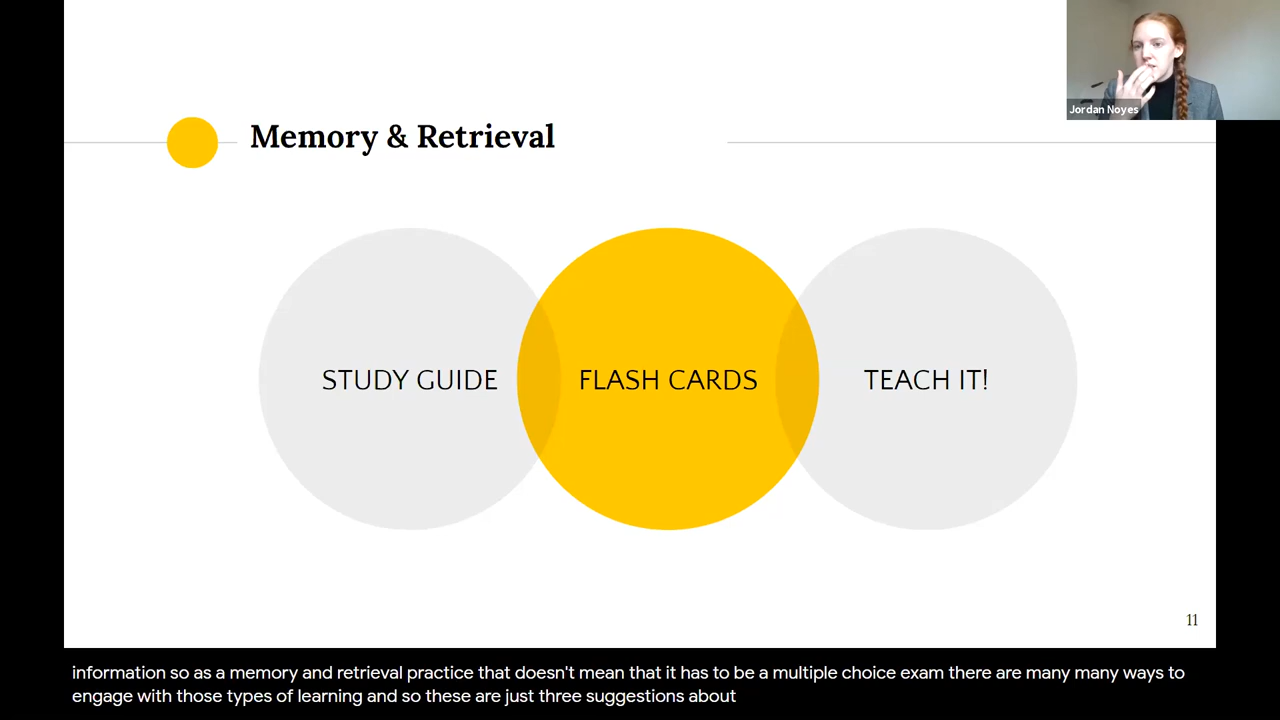 Jordan Noyes
Memory & Retrieval
STUDY GUIDE
FLASH CARDS
TEACH IT!
11
information so as a memory and retrieval practice that doesn't mean that it has to be a multiple choice exam there are many many ways to
engage with those types of learning and so these are just three suggestions about